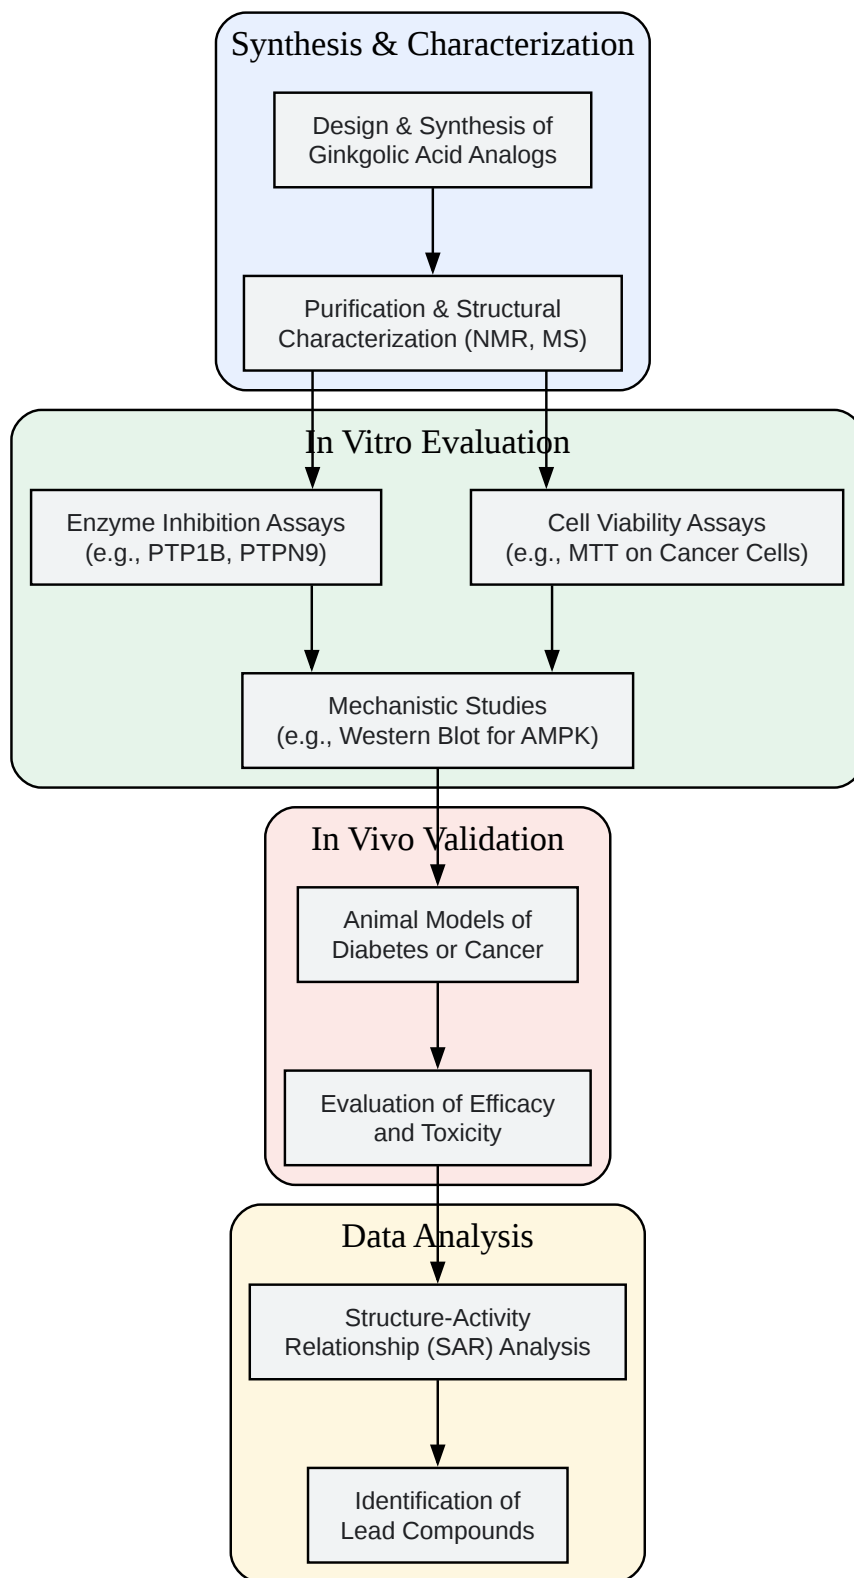 Synthesis & Characterization
Design & Synthesis of
Ginkgolic Acid Analogs
Purification & Structural
Characterization (NMR, MS)
In Vitro Evaluation
Enzyme Inhibition Assays
(e.g., PTP1B, PTPN9)
Cell Viability Assays
(e.g., MTT on Cancer Cells)
Mechanistic Studies
(e.g., Western Blot for AMPK)
In Vivo Validation
Animal Models of
Diabetes or Cancer
Evaluation of Efficacy
and Toxicity
Data Analysis
Structure-Activity
Relationship (SAR) Analysis
Identification of
Lead Compounds